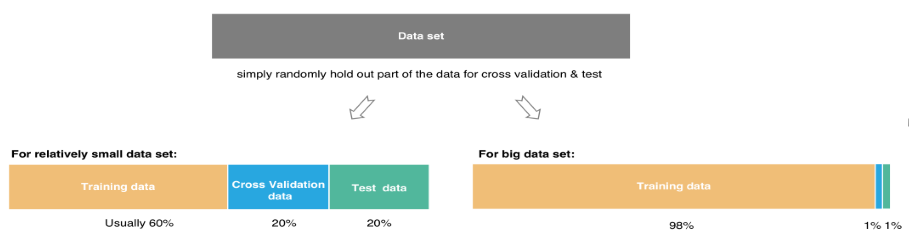 Data set
simply randomly hold out part of the data for cross validation & test
For relatively small data set:
Training data
Cross Validation
data
Test data
Usually 60%
20%
20%
For big data set:
Training data
98%
1% 1%